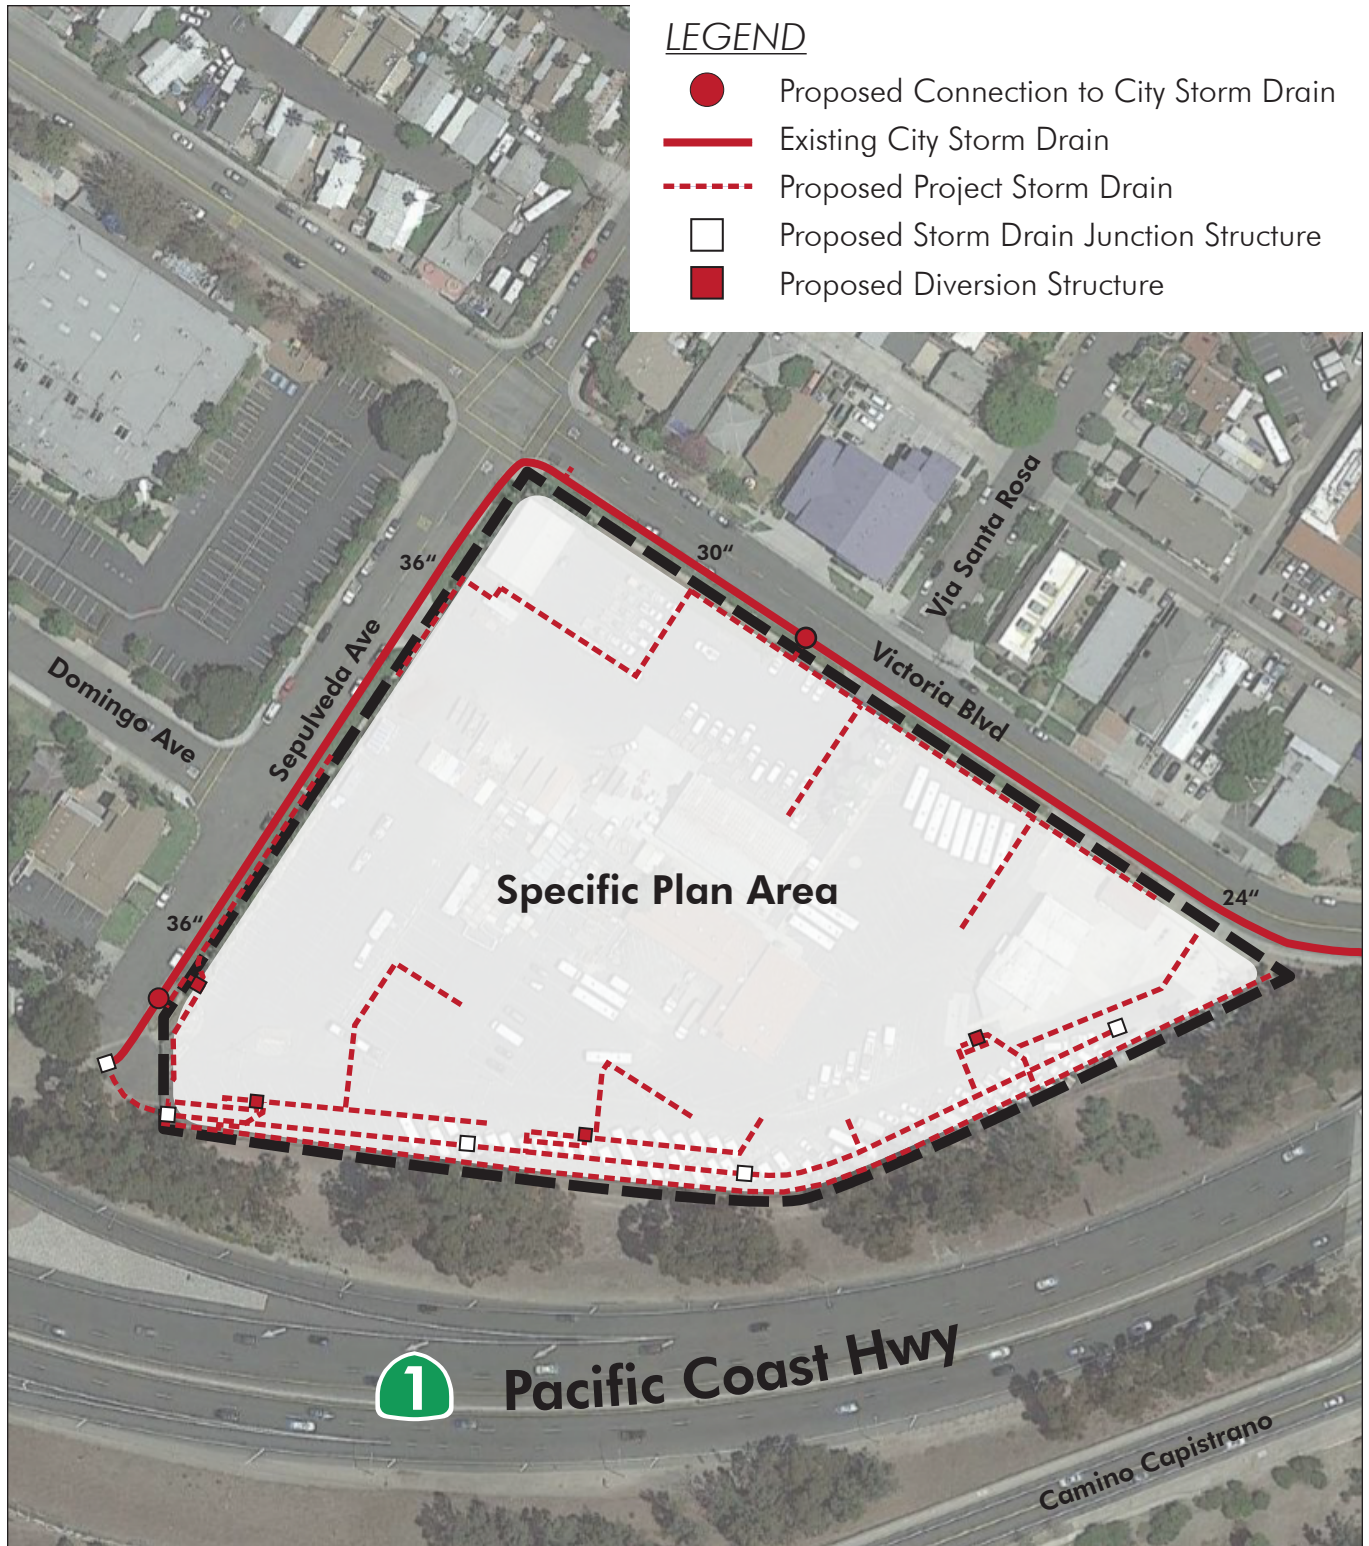 LEGEND
Proposed Connection to City Storm Drain
Existing City Storm Drain
Proposed Project Storm Drain
Proposed Storm Drain Junction Structure
Proposed Diversion Structure
Via Santa Rosa
36“
30“
Sepulveda Ave
Domingo Ave
Victoria Blvd
Specific Plan Area
24“
36“
1
Pacific Coast Hwy
Camino Capistrano